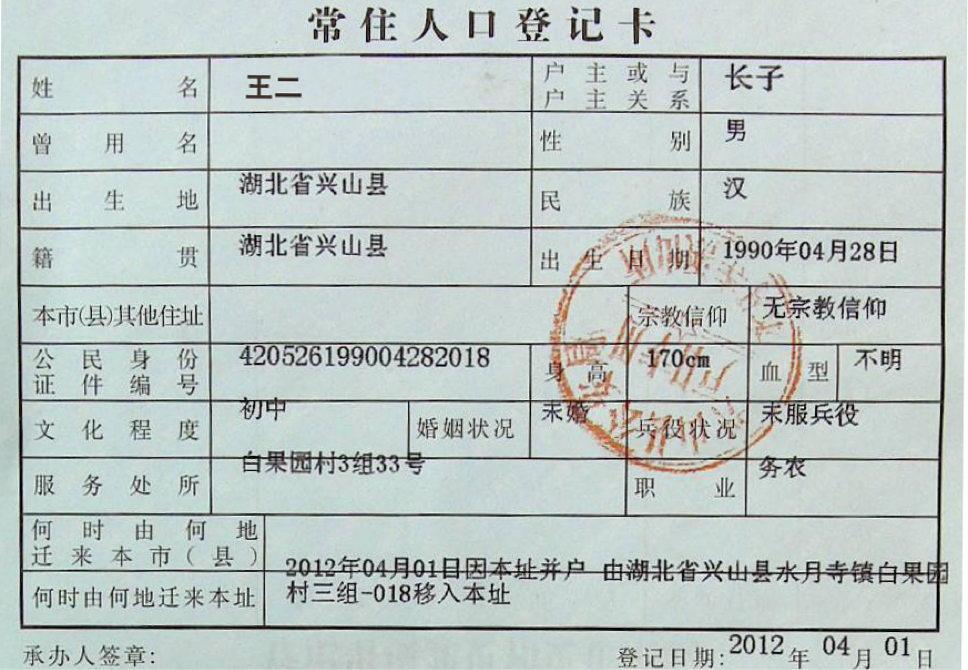 常住人口登记卡
姓名 王二 户主或与户主关系 长子
曾用名 性别 男
出生地 湖北省兴山县 民族 汉
籍贯 湖北省兴山县 出生日期 1990年04月28日
本市(县)其他住址 宗教信仰 无宗教信仰
公民身份证件编号 420526199004282018 身高 170cm 血型 不明
文化程度 初中 婚姻状况 未婚 兵役状况 未服兵役
服务处所 白果园村3组33号 职业 务农
何时由何地迁来本市(县)
何时由何地迁来本址 2012年04月01日因本址并户 由湖北省兴山县水月寺镇白果园
村三组-018移入本址
承办人签章: 登记日期: 2012年 04月 01日